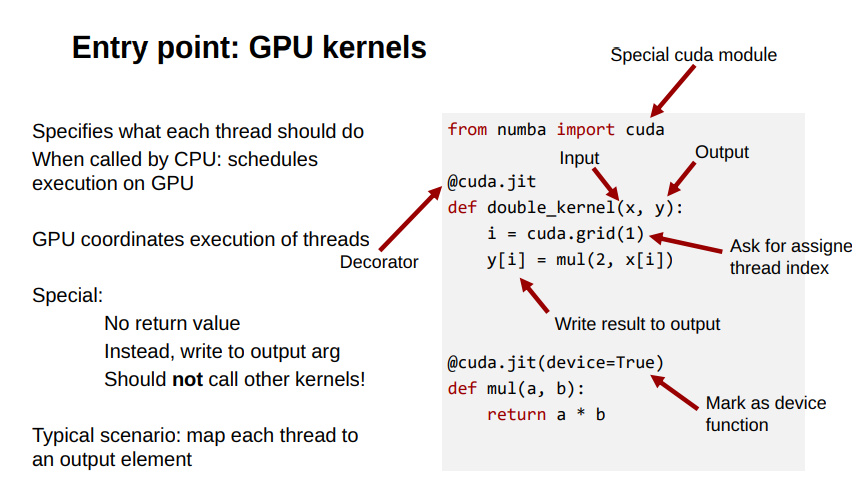 Entry point: GPU kernels
Special cuda module
Specifies what each thread should do
When called by CPU: schedules
execution on GPU
GPU coordinates execution of threads
Decorator
Special:
No return value
Instead, write to output arg
Should not call other kernels!
Typical scenario: map each thread to
an output element
from numba import cuda
Input
Output
@cuda.jit
def double_kernel(x, y):
    i = cuda.grid(1)
    y[i] = mul(2, x[i])
Ask for assigne
thread index
Write result to output
@cuda.jit(device=True)
def mul(a, b):
    return a * b
Mark as device
function